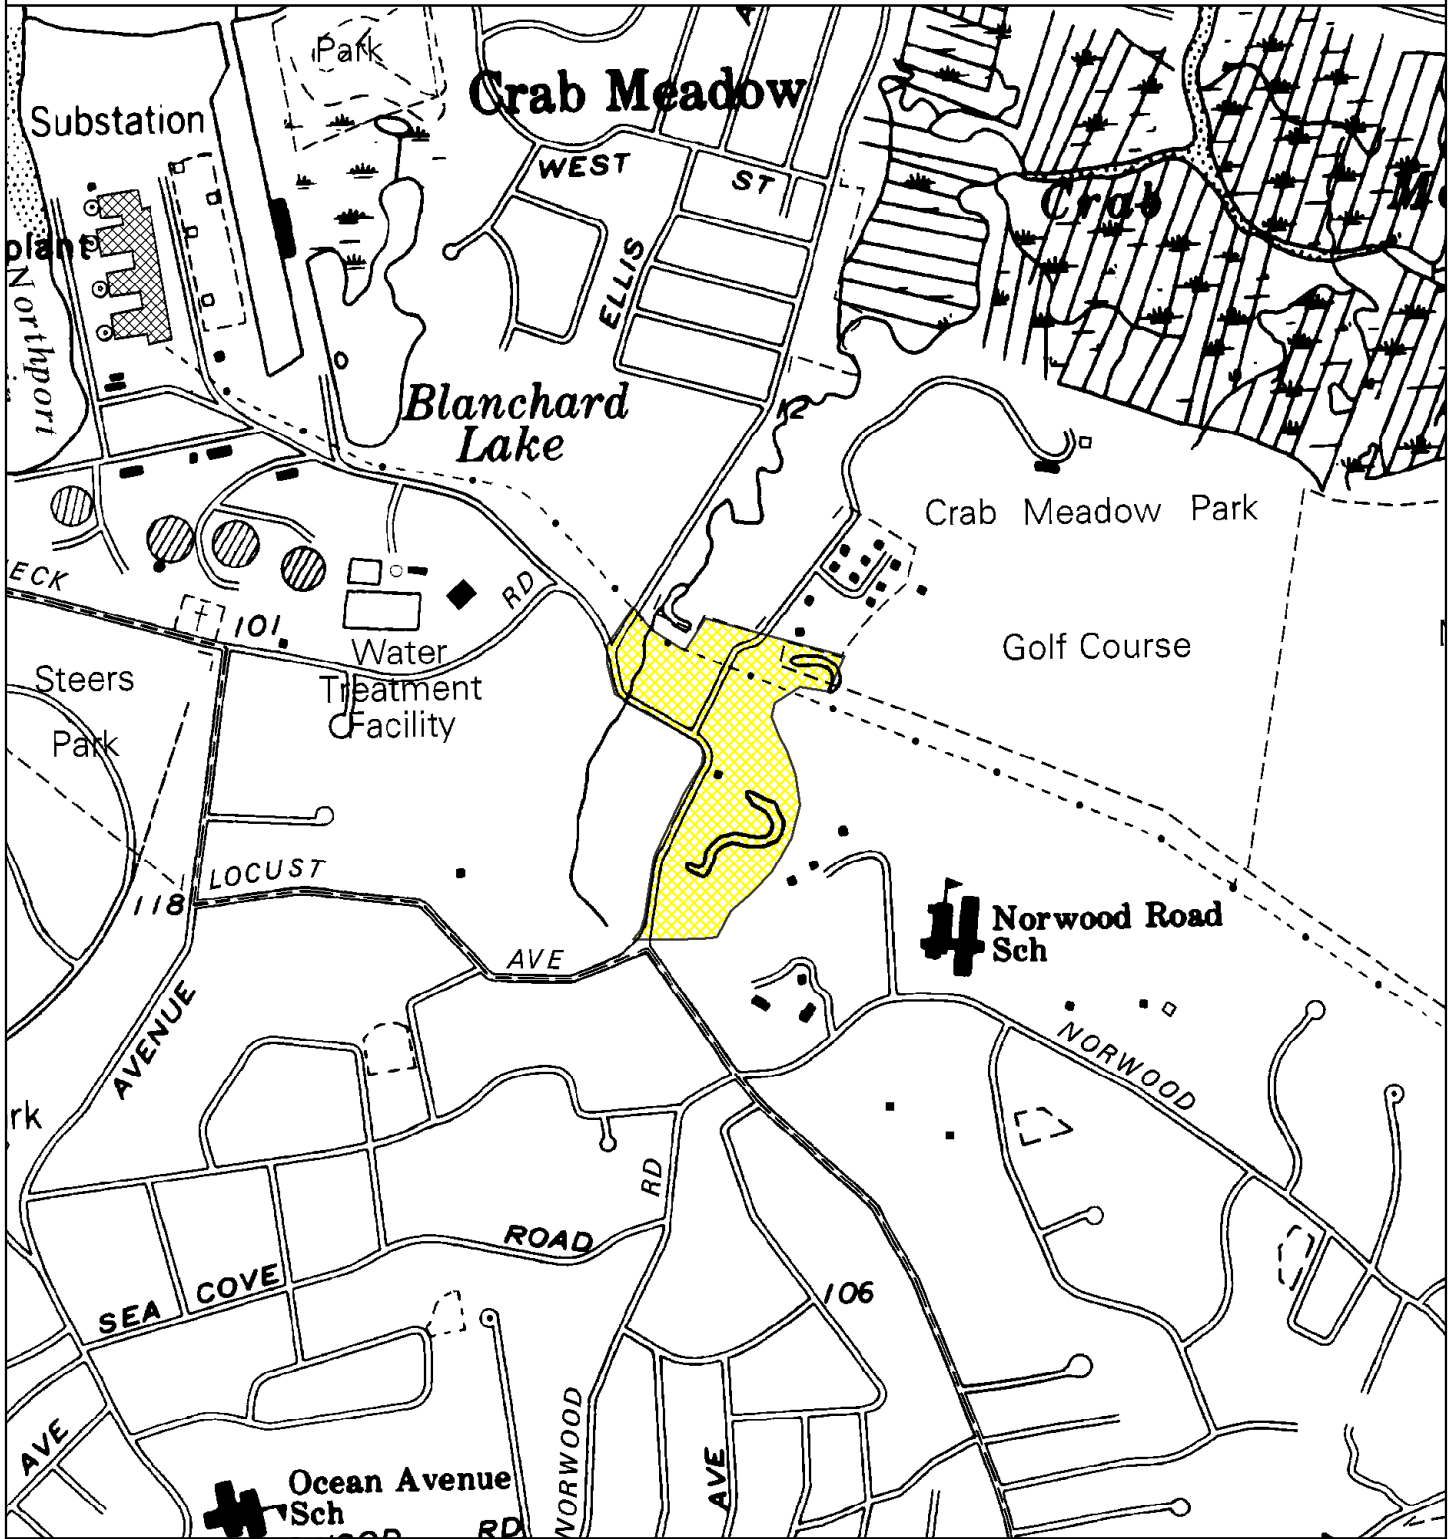 Park
Crab Meadow
Substation
WEST ST
Crab
plant
Northport
ELLIS
Blanchard
Lake
12
Crab Meadow Park
ECK
RD
101
Water
Treatment
Facility
Golf Course
Steers
Park
LOCUST
118
AVE
Norwood Road
Sch
AVENUE
NORWOOD
rk
RD
ROAD
SEA COVE
106
AVE
NORWOOD
AVE
Ocean Avenue
Sch
RD